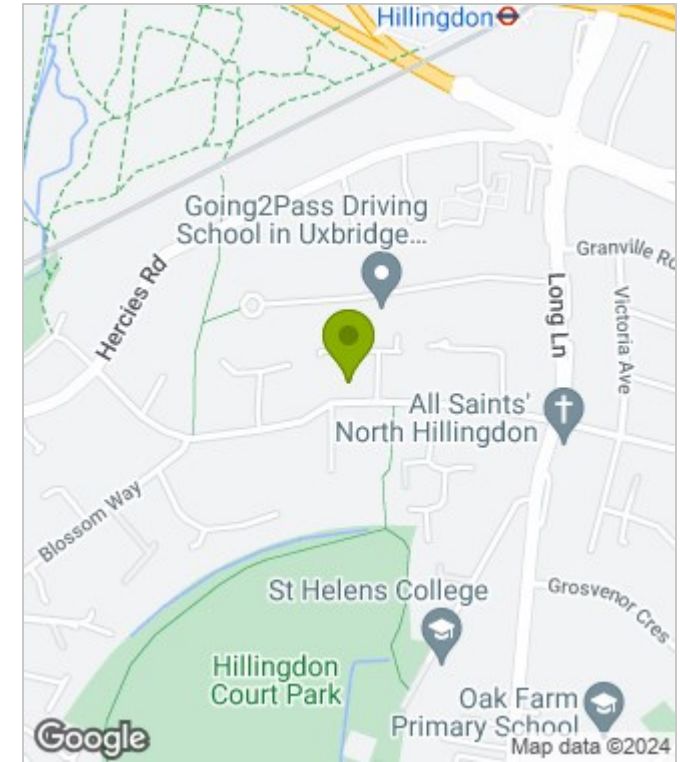 Hillingdon
Going2Pass Driving
School in Uxbridge...
Granville Rd
Hercies Rd
Long Ln
Victoria Ave
All Saints'
North Hillingdon
Blossom Way
St Helens College
Grosvenor Cres
Hillingdon
Court Park
Oak Farm
Primary School
Google
Map data ©2024